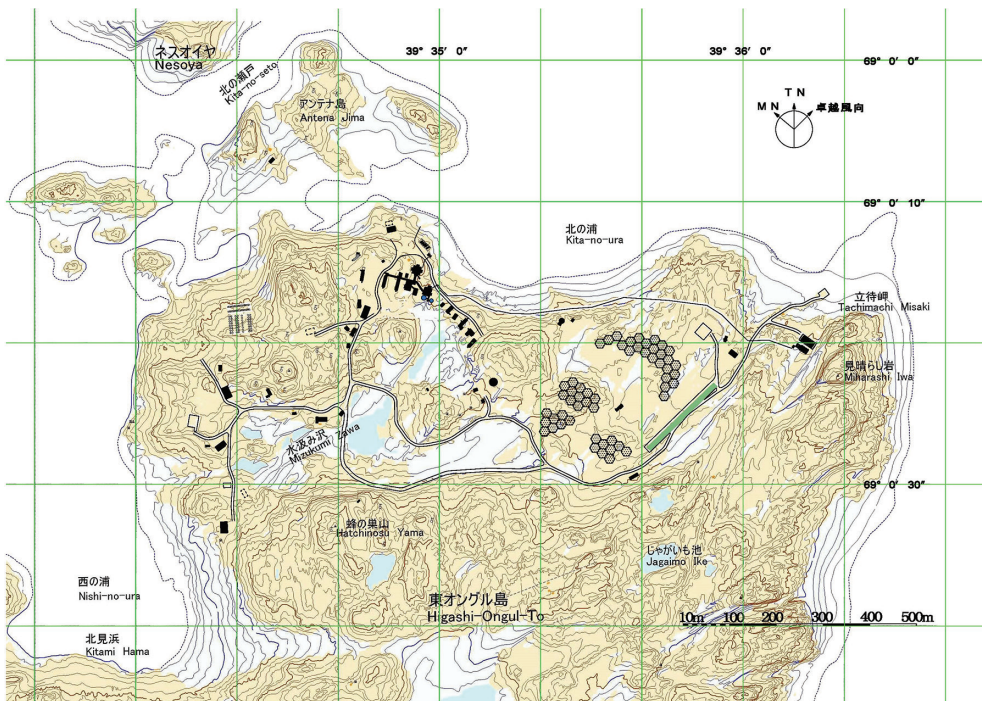 39° 35′ 0″
39° 36′ 0″
ネスオイヤ
Nesoya
69° 0′ 0″
北の瀬戸
Kita-no-seto
アンテナ島
Antena Jima
T N
M N
卓越風向
69° 0′ 10″
北の浦
Kita-no-ura
立待岬
Tachimachi Misaki
見晴らし岩
Miharashi Iwa
水汲み沢
Mizukumi Zawa
69° 0′ 30″
蜂の巣山
Hatchinosu Yama
じゃがいも池
Jagaimo Ike
西の浦
Nishi-no-ura
東オングル島
Higashi-Ongul-To
10m 100 200 300 400 500m
北見浜
Kitami Hama